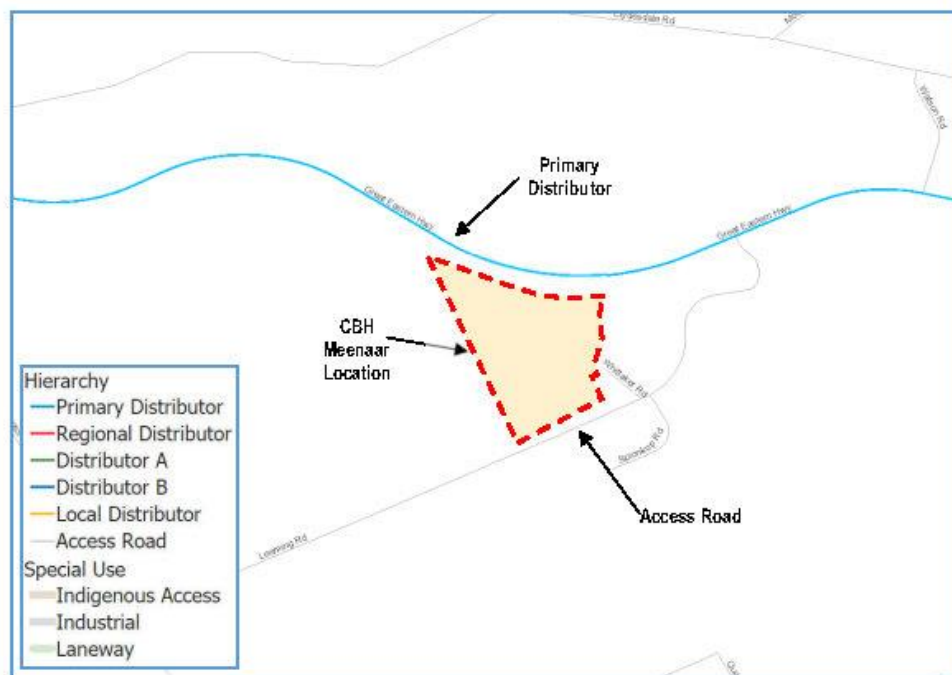 Primary
Distributor
Watson Rd
Great Eastern Hwy
Great Eastern Hwy
CBH
Meenaar
Location
Whittaker Rd
Leeming Rd
Access Road
Hierarchy
Primary Distributor
Regional Distributor
Distributor A
Distributor B
Local Distributor
Access Road
Special Use
Indigenous Access
Industrial
Laneway